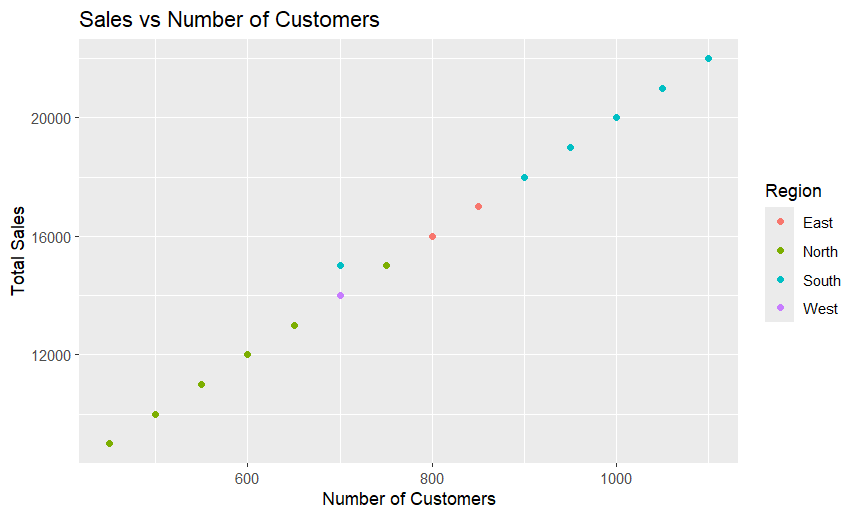 Sales vs Number of Customers
Total Sales
20000
16000
12000
600
800
1000
Number of Customers
Region
East
North
South
West